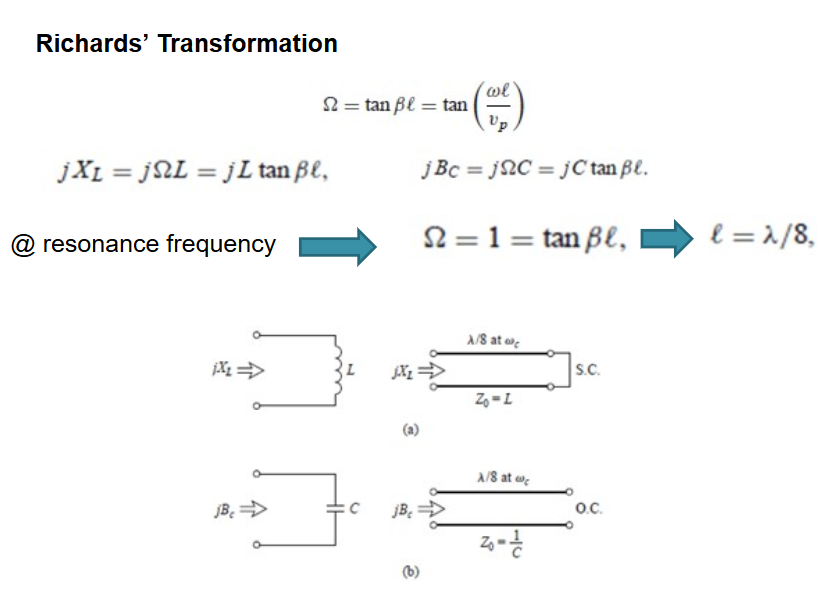 Richards’ Transformation
Ω = tan βℓ = tan (ωℓ/v_p)
jX_L = jΩL = jL tan βℓ,
jB_C = jΩC = jC tan βℓ.
@ resonance frequency
Ω = 1 = tan βℓ,
ℓ = λ/8,
λ/8 at ω_c
jX_L
L
jX_L
S.C.
Z_0 = L
(a)
λ/8 at ω_c
jB_c
C
jB_c
O.C.
Z_0 = 1/C
(b)